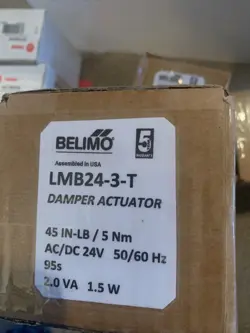 BELIMO
5
Assembled in USA
LMB24-3-T
DAMPER ACTUATOR
45 IN-LB / 5 Nm
AC/DC 24V 50/60 Hz
95s
2.0 VA 1.5 W